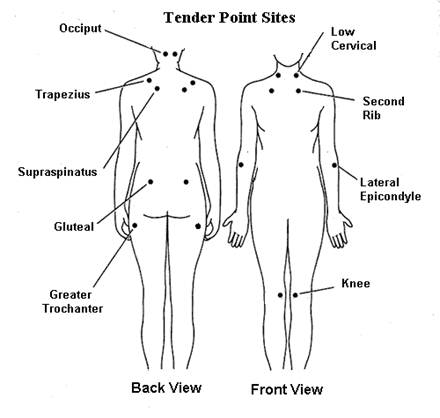 Tender Point Sites
Occiput
Trapezius
Supraspinatus
Gluteal
Greater
Trochanter
Low
Cervical
Second
Rib
Lateral
Epicondyle
Knee
Back View
Front View